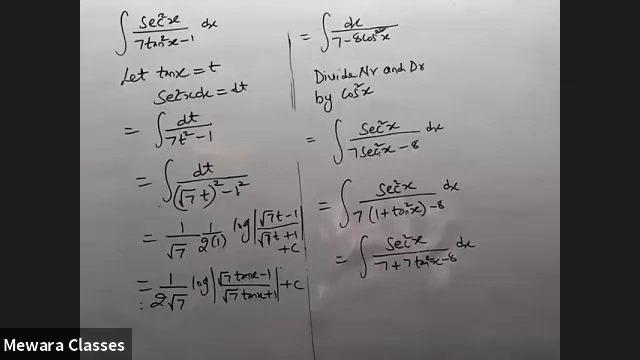 ∫ sec²x / 7tan²x − 1 dx
Let tanx = t
sec²xdx = dt
= ∫ dt / 7t² − 1
= ∫ dt / (√7 t)² − 1²
= 1/√7 1/2(1) log |√7t−1 / √7t+1| + C
= 1/2√7 log |√7 tanx−1 / √7 tanx+1| + C
= ∫ dx / 7−8cos²x
Divide Nr and Dr
by cos²x
= ∫ sec²x / 7sec²x − 8 dx
= ∫ sec²x / 7(1+tan²x)−8 dx
= ∫ sec²x / 7+7tan²x−8 dx
Mewara Classes